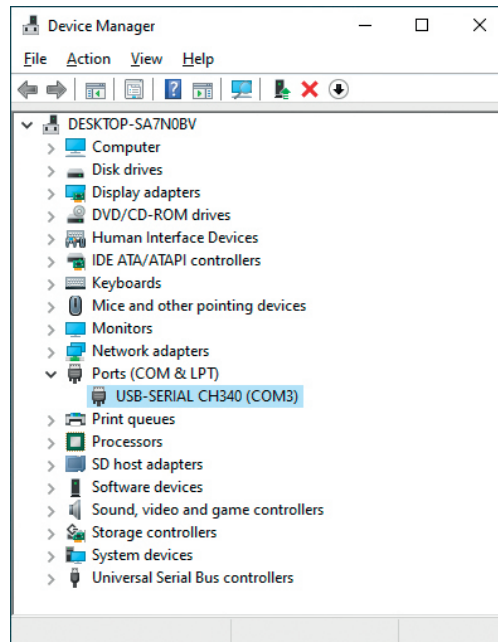 Device Manager
File Action View Help
DESKTOP-SA7N0BV
Computer
Disk drives
Display adapters
DVD/CD-ROM drives
Human Interface Devices
IDE ATA/ATAPI controllers
Keyboards
Mice and other pointing devices
Monitors
Network adapters
Ports (COM & LPT)
USB-SERIAL CH340 (COM3)
Print queues
Processors
SD host adapters
Software devices
Sound, video and game controllers
Storage controllers
System devices
Universal Serial Bus controllers